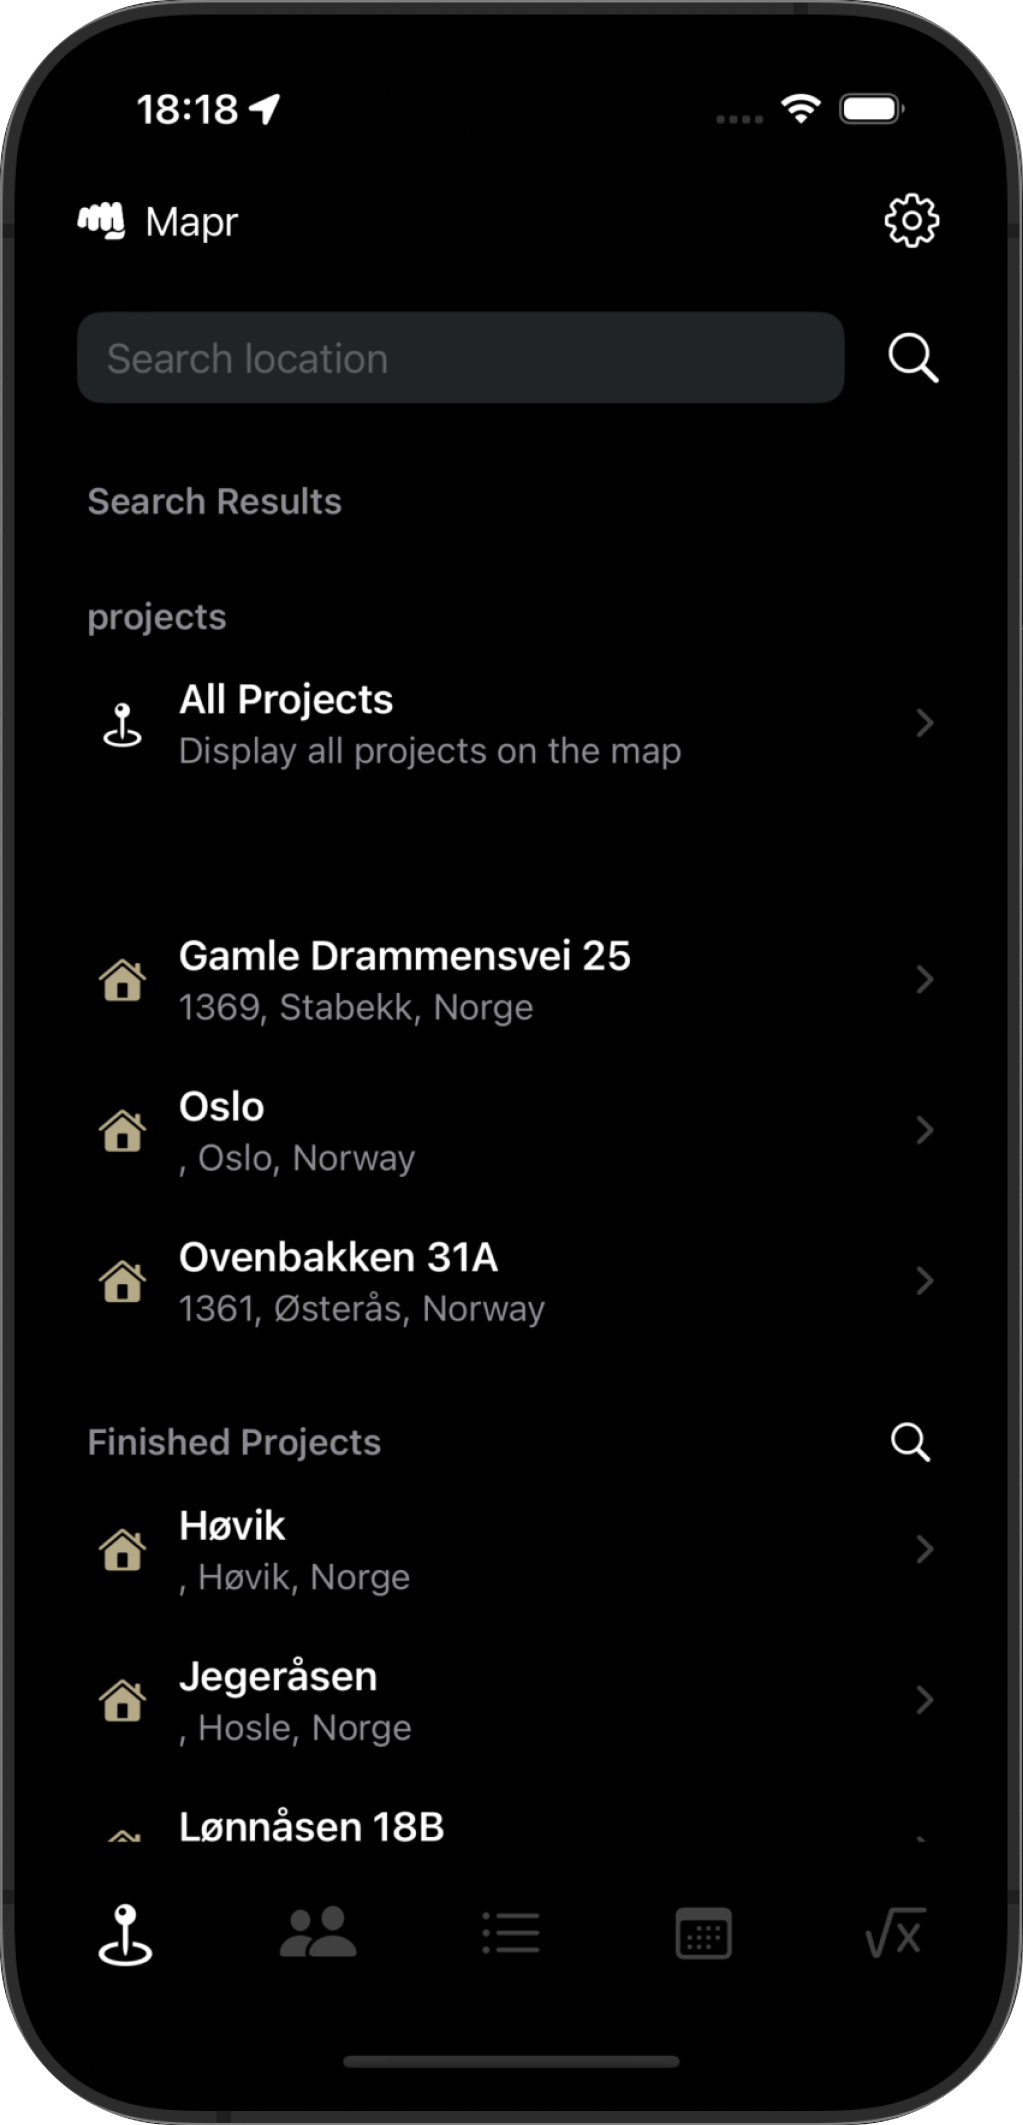 18:18
Mapr
Search location
Search Results
projects
All Projects
Display all projects on the map
Gamle Drammensvei 25
1369, Stabekk, Norge
Oslo
, Oslo, Norway
Ovenbakken 31A
1361, Østerås, Norway
Finished Projects
Høvik
, Høvik, Norge
Jegeråsen
, Hosle, Norge
Lønnåsen 18B
√x